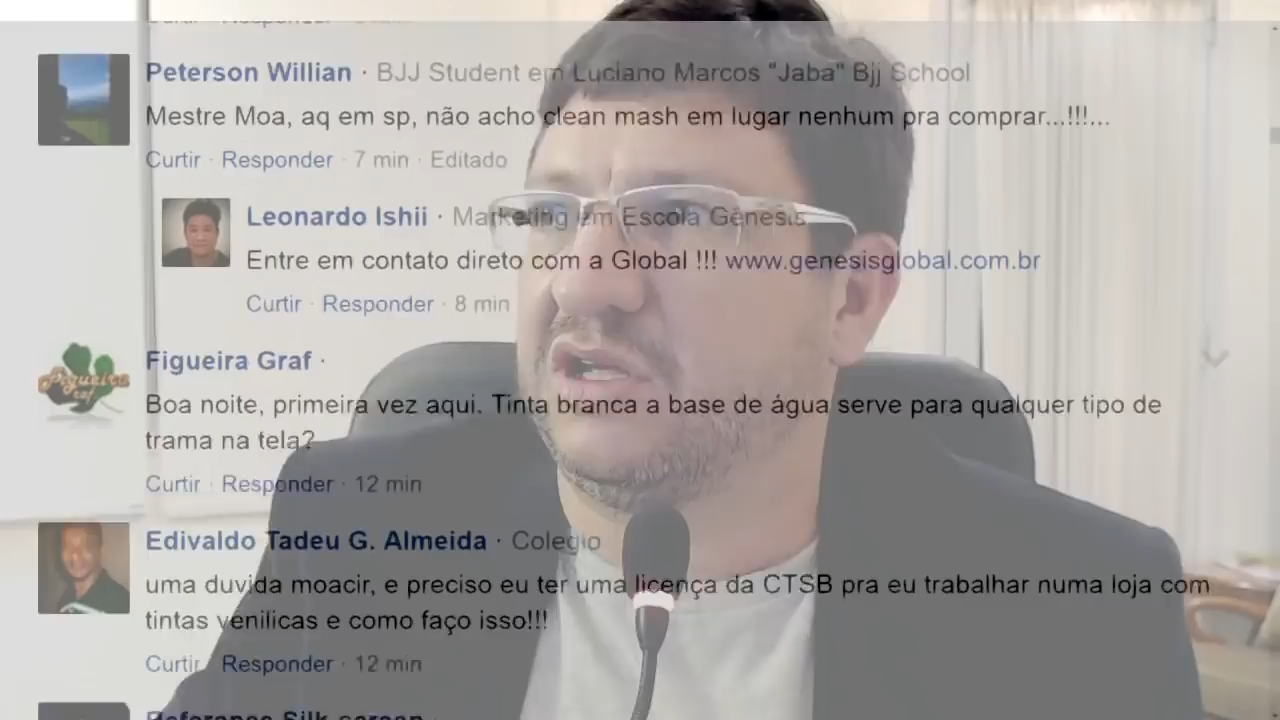 Peterson Willian · BJJ Student em Luciano Marcos "Jaba" Bjj School
Mestre Moa, aq em sp, não acho clean mash em lugar nenhum pra comprar...!!!...
Curtir · Responder · 7 min · Editado
Leonardo Ishii · Marketing em Escola Gênesis
Entre em contato direto com a Global !!! www.genesisglobal.com.br
Curtir · Responder · 8 min
Figueira Graf ·
Figueira
Boa noite, primeira vez aqui. Tinta branca a base de água serve para qualquer tipo de
trama na tela?
Curtir · Responder · 12 min
Edivaldo Tadeu G. Almeida · Colegio
uma duvida moacir, e preciso eu ter uma licença da CTSB pra eu trabalhar numa loja com
tintas venilicas e como faço isso!!!
Curtir · Responder · 12 min